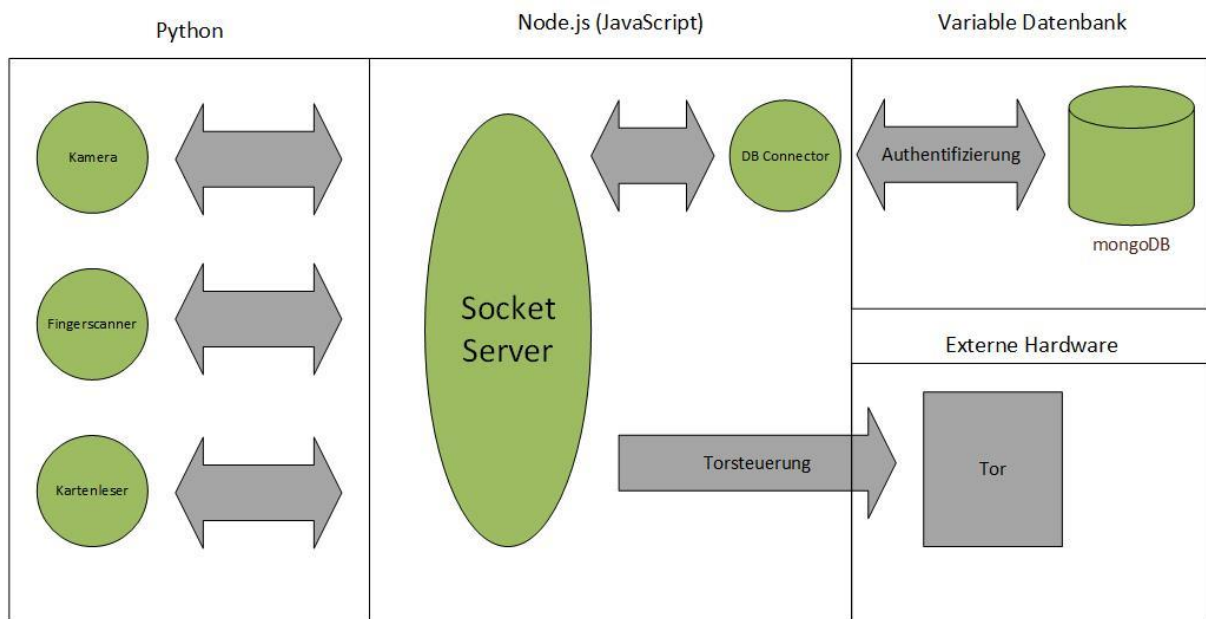 Python
Node.js (JavaScript)
Variable Datenbank
Kamera
DB Connector
Authentifizierung
mongoDB
Fingerscanner
Socket
Server
Externe Hardware
Kartenleser
Torsteuerung
Tor